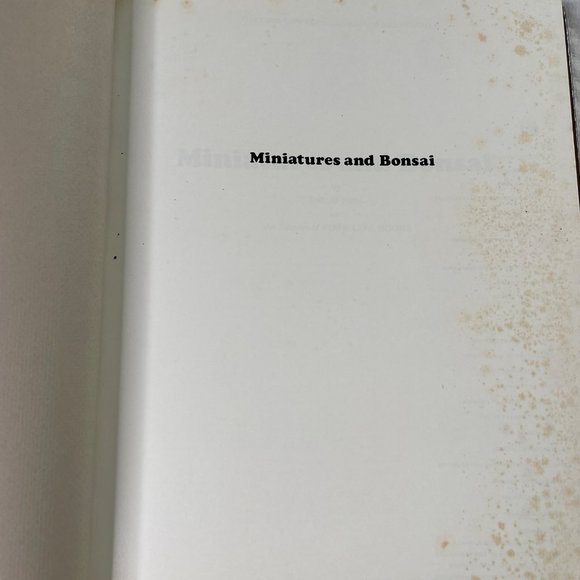 Miniatures and Bonsai